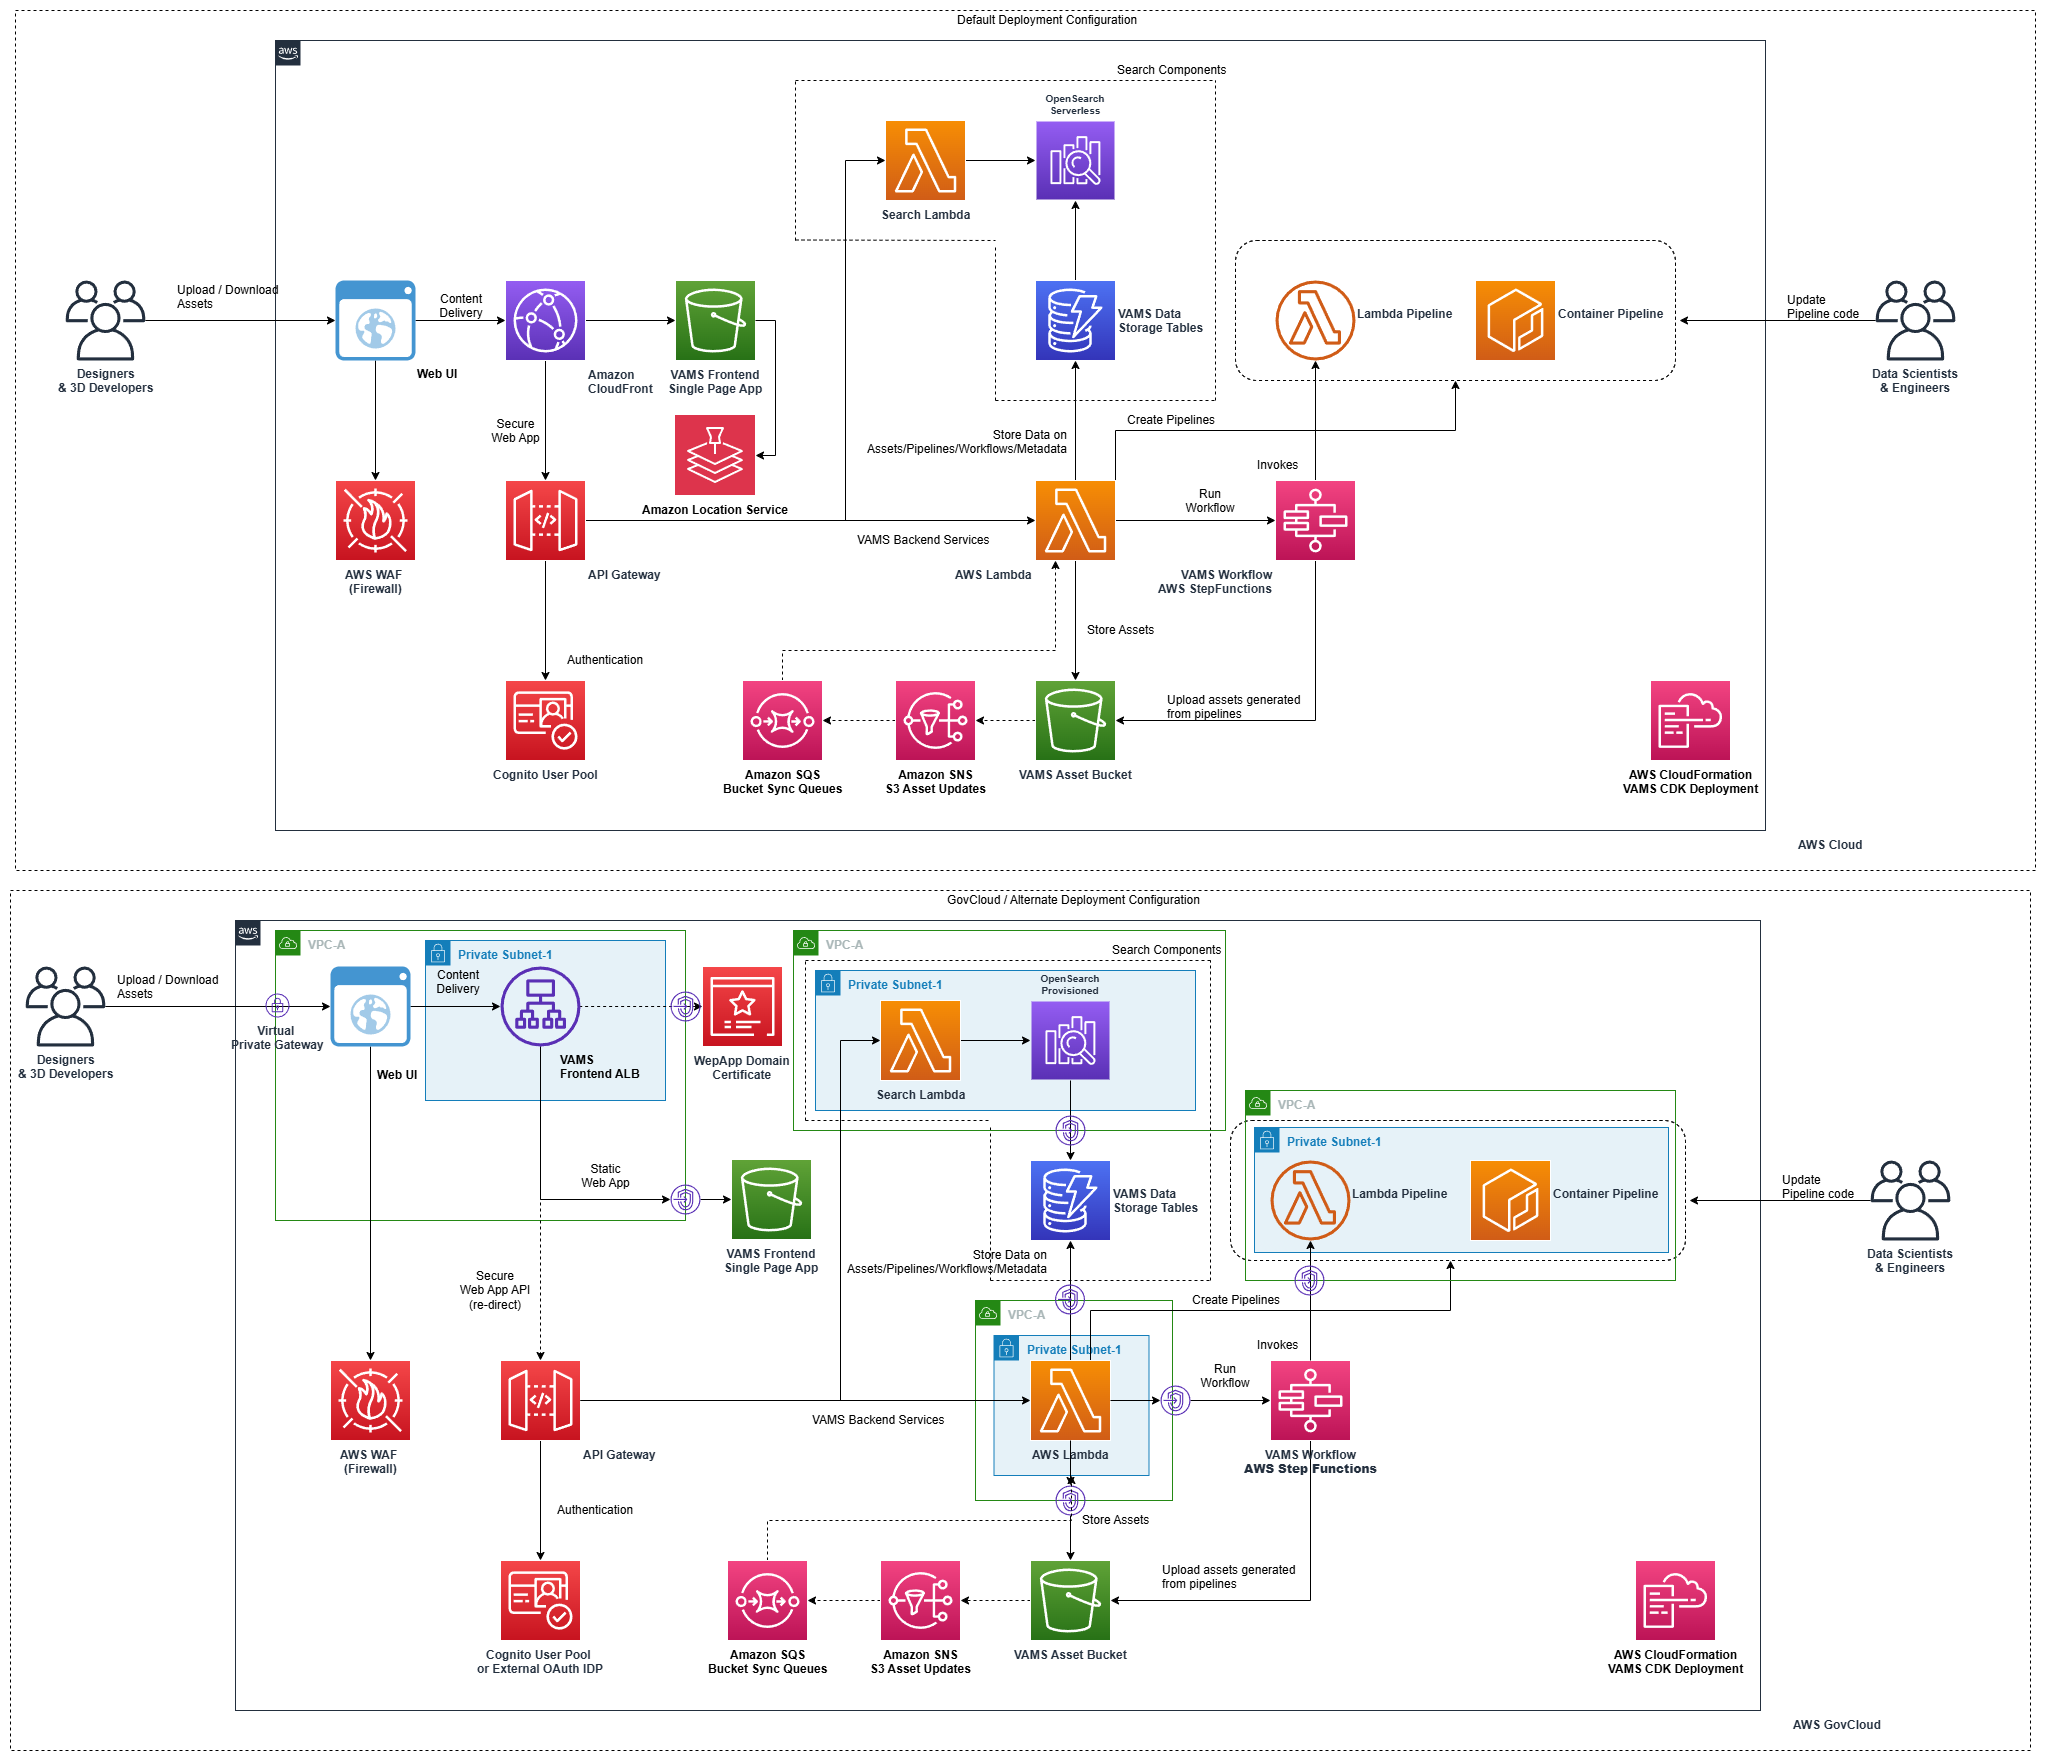 Default Deployment Configuration
aws
Search Components
OpenSearch
Serverless
Search Lambda
Upload / Download
Assets
Content
Delivery
VAMS Data
Storage Tables
Lambda Pipeline
Container Pipeline
Update
Pipeline code
Designers
& 3D Developers
Web UI
Amazon
CloudFront
VAMS Frontend
Single Page App
Data Scientists
& Engineers
Secure
Web App
Store Data on
Assets/Pipelines/Workflows/Metadata
Create Pipelines
Invokes
Amazon Location Service
Run
Workflow
VAMS Backend Services
AWS WAF
(Firewall)
API Gateway
AWS Lambda
VAMS Workflow
AWS StepFunctions
Store Assets
Authentication
Upload assets generated
from pipelines
Cognito User Pool
Amazon SQS
Bucket Sync Queues
Amazon SNS
S3 Asset Updates
VAMS Asset Bucket
AWS CloudFormation
VAMS CDK Deployment
AWS Cloud
GovCloud / Alternate Deployment Configuration
aws
VPC-A
Private Subnet-1
VPC-A
Search Components
Upload / Download
Assets
Content
Delivery
Private Subnet-1
OpenSearch
Provisioned
Virtual
Private Gateway
Designers
& 3D Developers
Web UI
VAMS
Frontend ALB
WepApp Domain
Certificate
Search Lambda
VPC-A
Private Subnet-1
Static
Web App
VAMS Data
Storage Tables
Lambda Pipeline
Container Pipeline
Update
Pipeline code
VAMS Frontend
Single Page App
Store Data on
Assets/Pipelines/Workflows/Metadata
Data Scientists
& Engineers
Secure
Web App API
(re-direct)
Create Pipelines
VPC-A
Private Subnet-1
Invokes
Run
Workflow
VAMS Backend Services
AWS WAF
(Firewall)
API Gateway
AWS Lambda
VAMS Workflow
AWS Step Functions
Authentication
Store Assets
Upload assets generated
from pipelines
Cognito User Pool
or External OAuth IDP
Amazon SQS
Bucket Sync Queues
Amazon SNS
S3 Asset Updates
VAMS Asset Bucket
AWS CloudFormation
VAMS CDK Deployment
AWS GovCloud